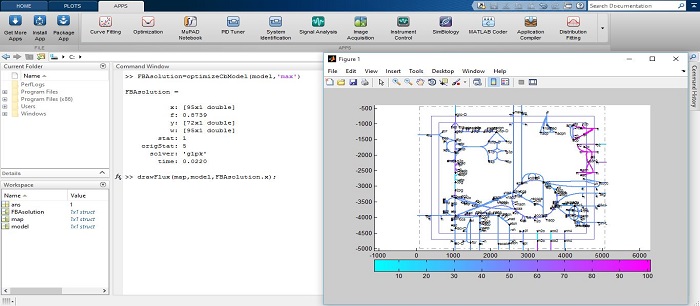 HOME PLOTS APPS Search Documentation
Get More Apps
Install App
Package App
Curve Fitting
Optimization
MuPAD Notebook
PID Tuner
System Identification
Signal Analysis
Image Acquisition
Instrument Control
SimBiology
MATLAB Coder
Application Compiler
Distribution Fitting
FILE APPS
C:
Current Folder
Name
PerfLogs
Program Files
Program Files (x86)
Users
Windows
Details
Workspace
Name Value
ans 1
FBAsolution 1x1 struct
map 1x1 struct
model 1x1 struct
Command Window
>> FBAsolution=optimizeCbModel(model,'max')
FBAsolution =
x: [95x1 double]
f: 0.8739
y: [72x1 double]
w: [95x1 double]
stat: 1
origStat: 5
solver: 'glpk'
time: 0.0220
fx >> drawFlux(map,model,FBAsolution.x);
Figure 1
File Edit View Insert Tools Desktop Window Help
-500
-1000
-1500
-2000
-2500
-3000
-3500
-4000
-4500
-5000
-1000 0 1000 2000 3000 4000 5000 6000
10 20 30 40 50 60 70 80 90 100
Command History